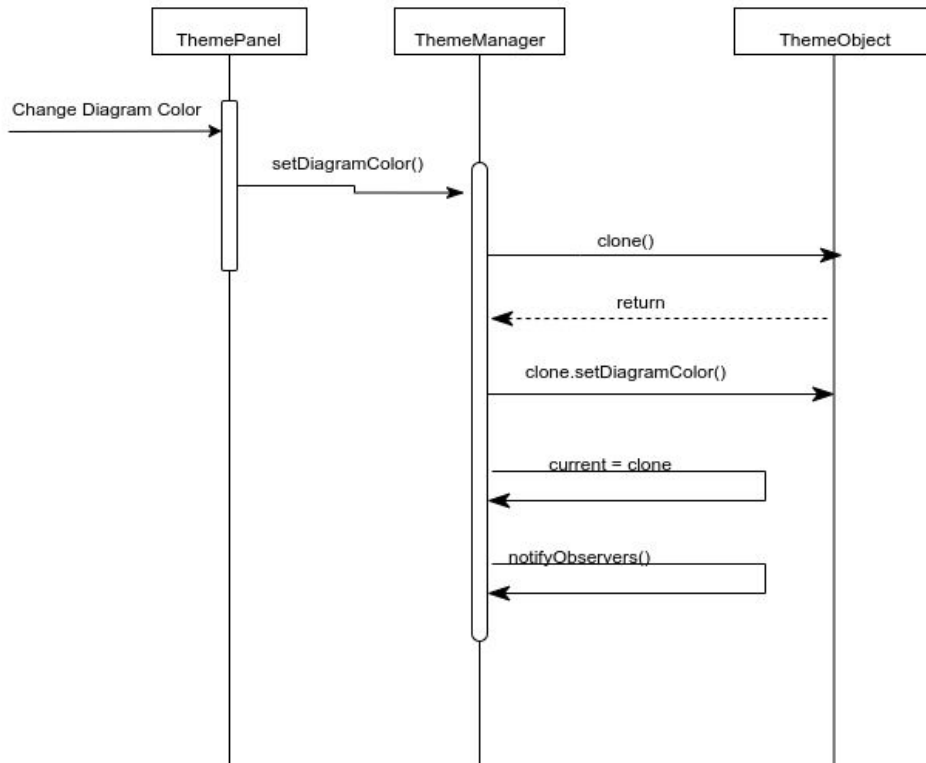 ThemePanel
ThemeManager
ThemeObject
Change Diagram Color
setDiagramColor()
clone()
return
clone.setDiagramColor()
current = clone
notifyObservers()